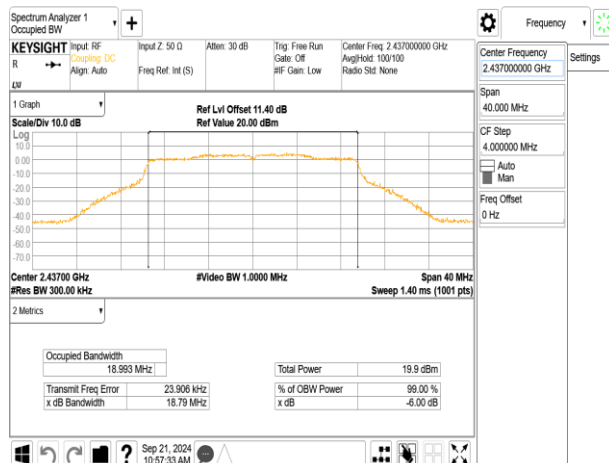 Spectrum Analyzer 1
Occupied BW
Frequency
KEYSIGHT
R
Input: RF
Coupling: DC
Align: Auto
Input Z: 50 Ω
Freq Ref: Int (S)
Atten: 30 dB
Trig: Free Run
Gate: Off
#IF Gain: Low
Center Freq: 2.437000000 GHz
Avg|Hold: 100/100
Radio Std: None
Center Frequency
2.437000000 GHz
Settings
Span
40.000 MHz
CF Step
4.000000 MHz
Auto
Man
Freq Offset
0 Hz
1 Graph
Scale/Div 10.0 dB
Ref Lvl Offset 11.40 dB
Ref Value 20.00 dBm
Log
10.0
0.00
-10.0
-20.0
-30.0
-40.0
-50.0
-60.0
-70.0
Center 2.43700 GHz
#Res BW 300.00 kHz
#Video BW 1.0000 MHz
Span 40 MHz
Sweep 1.40 ms (1001 pts)
2 Metrics
Occupied Bandwidth
18.993 MHz
Transmit Freq Error 23.906 kHz
x dB Bandwidth 18.79 MHz
Total Power 19.9 dBm
% of OBW Power 99.00 %
x dB -6.00 dB
?
Sep 21, 2024
10:57:33 AM